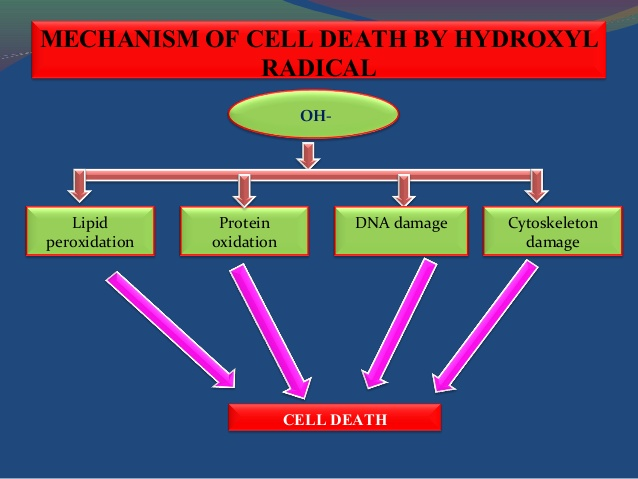 MECHANISM OF CELL DEATH BY HYDROXYL
RADICAL
OH-
Lipid
peroxidation
Protein
oxidation
DNA damage
Cytoskeleton
damage
CELL DEATH